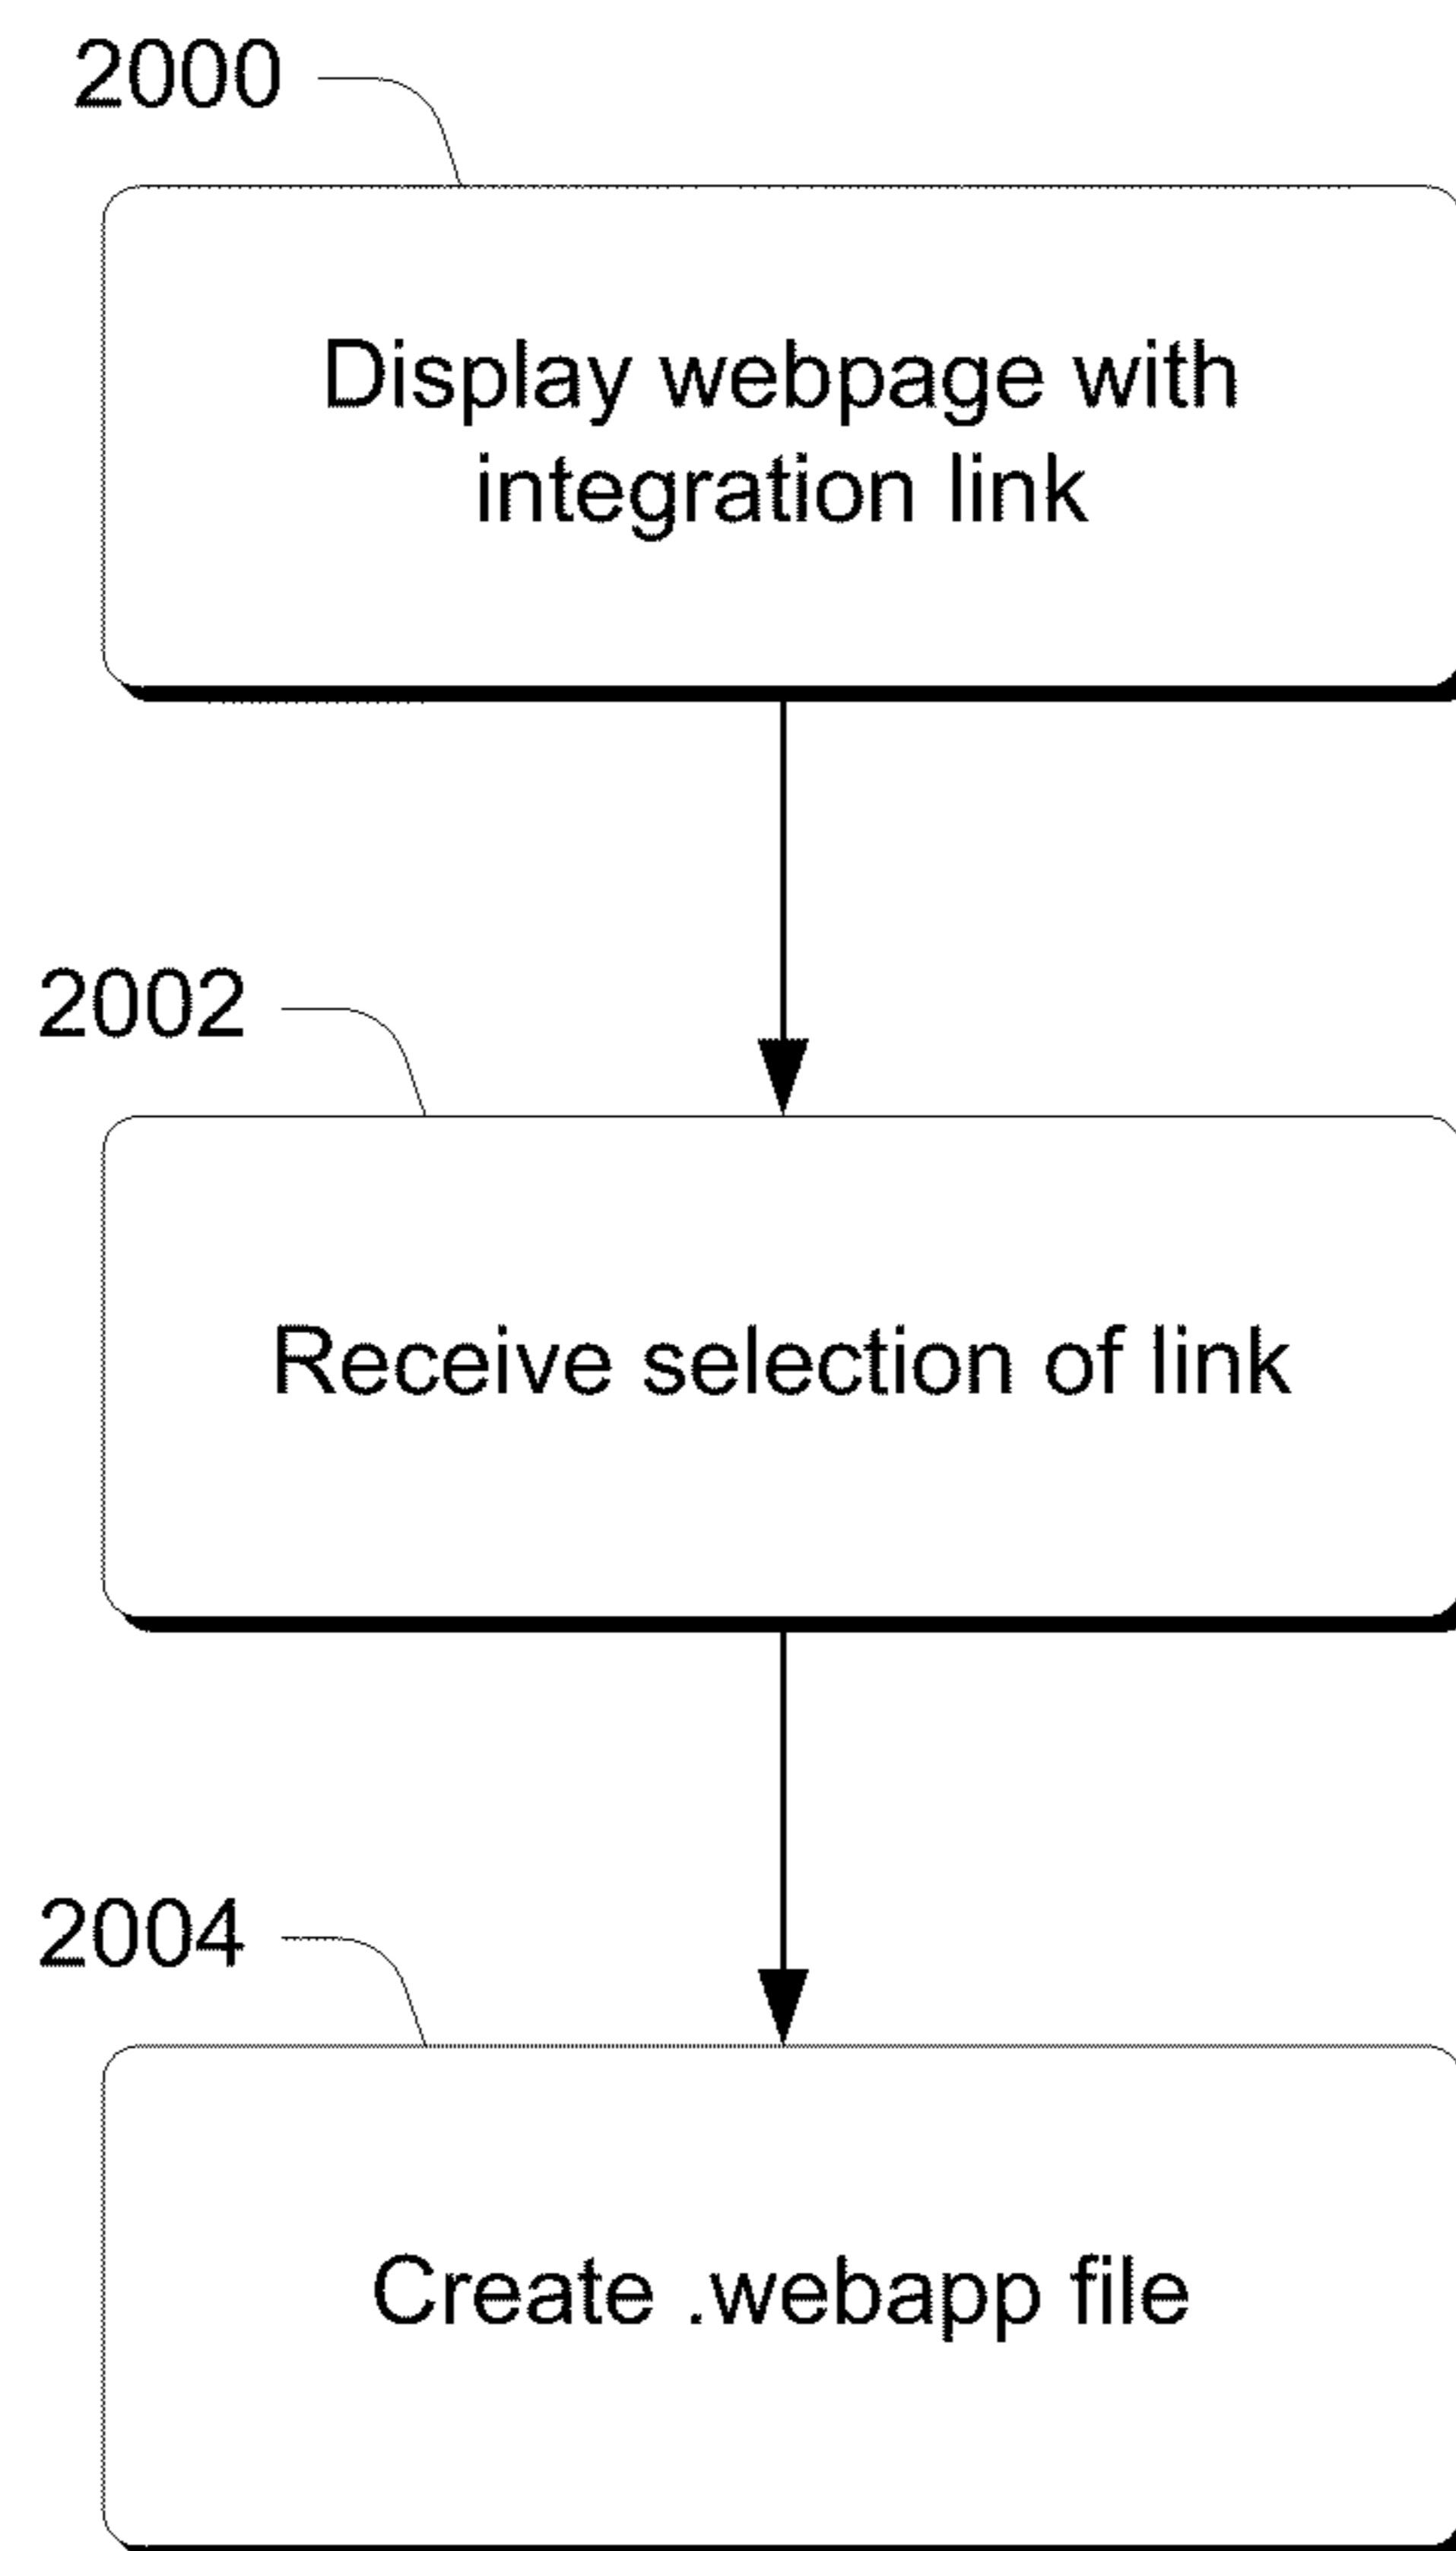 2000
Display webpage with
integration link
2002
Receive selection of link
2004
Create .webapp file